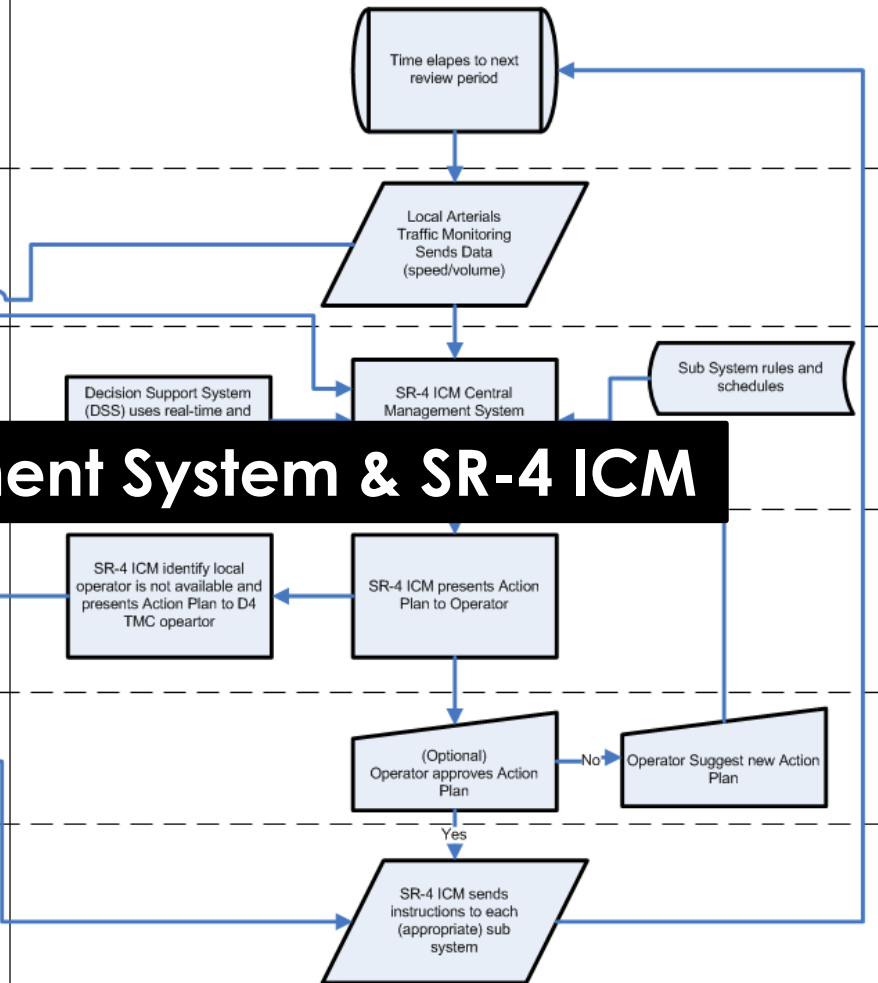 Time elapes to next
review period
Local Arterials
Traffic Monitoring
Sends Data
(speed/volume)
Decision Support System
(DSS) uses real-time and
SR-4 ICM Central
Management System
Sub System rules and
schedules
ent System & SR-4 ICM
SR-4 ICM identify local
operator is not available and
presents Action Plan to D4
TMC opeartor
SR-4 ICM presents Action
Plan to Operator
(Optional)
Operator approves Action
Plan
No
Operator Suggest new Action
Plan
Yes
SR-4 ICM sends
instructions to each
(appropriate) sub
system